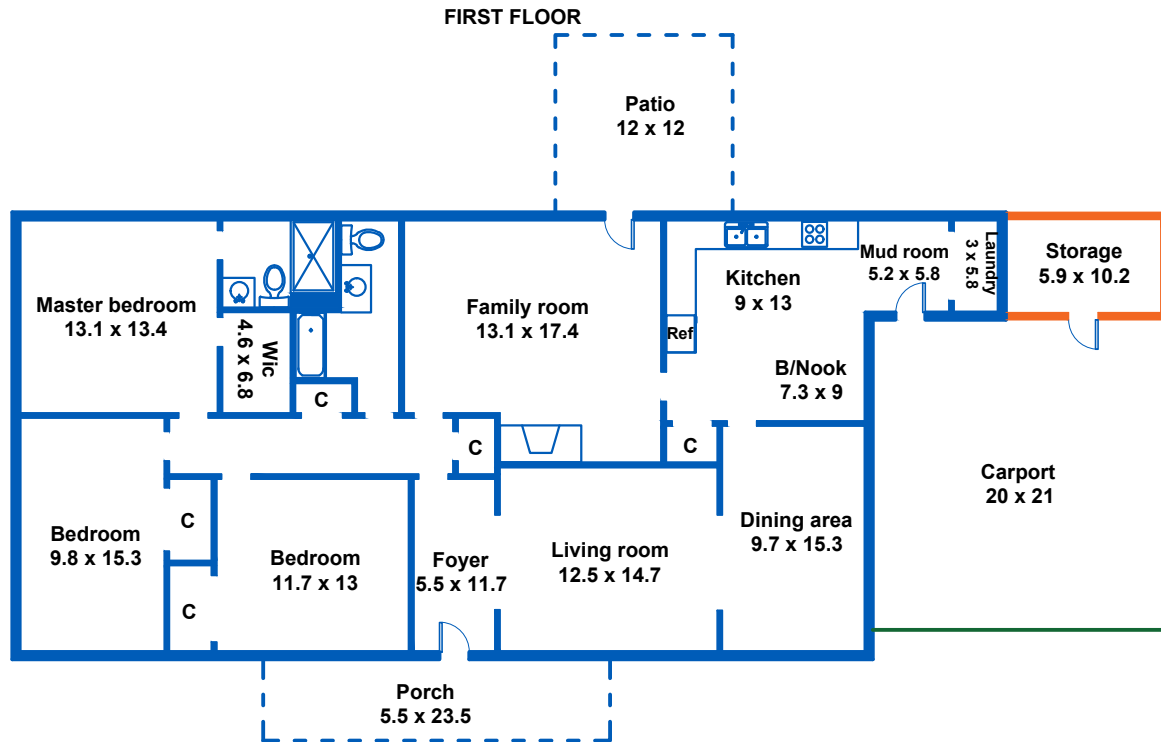 FIRST FLOOR
Patio
12 x 12
Master bedroom
13.1 x 13.4
Wic
4.6 x 6.8
C
Family room
13.1 x 17.4
Kitchen
9 x 13
Ref
Mud room
5.2 x 5.8
Laundry
3 x 5.8
Storage
5.9 x 10.2
B/Nook
7.3 x 9
C
C
Carport
20 x 21
Bedroom
9.8 x 15.3
C
C
Bedroom
11.7 x 13
Foyer
5.5 x 11.7
Living room
12.5 x 14.7
Dining area
9.7 x 15.3
Porch
5.5 x 23.5